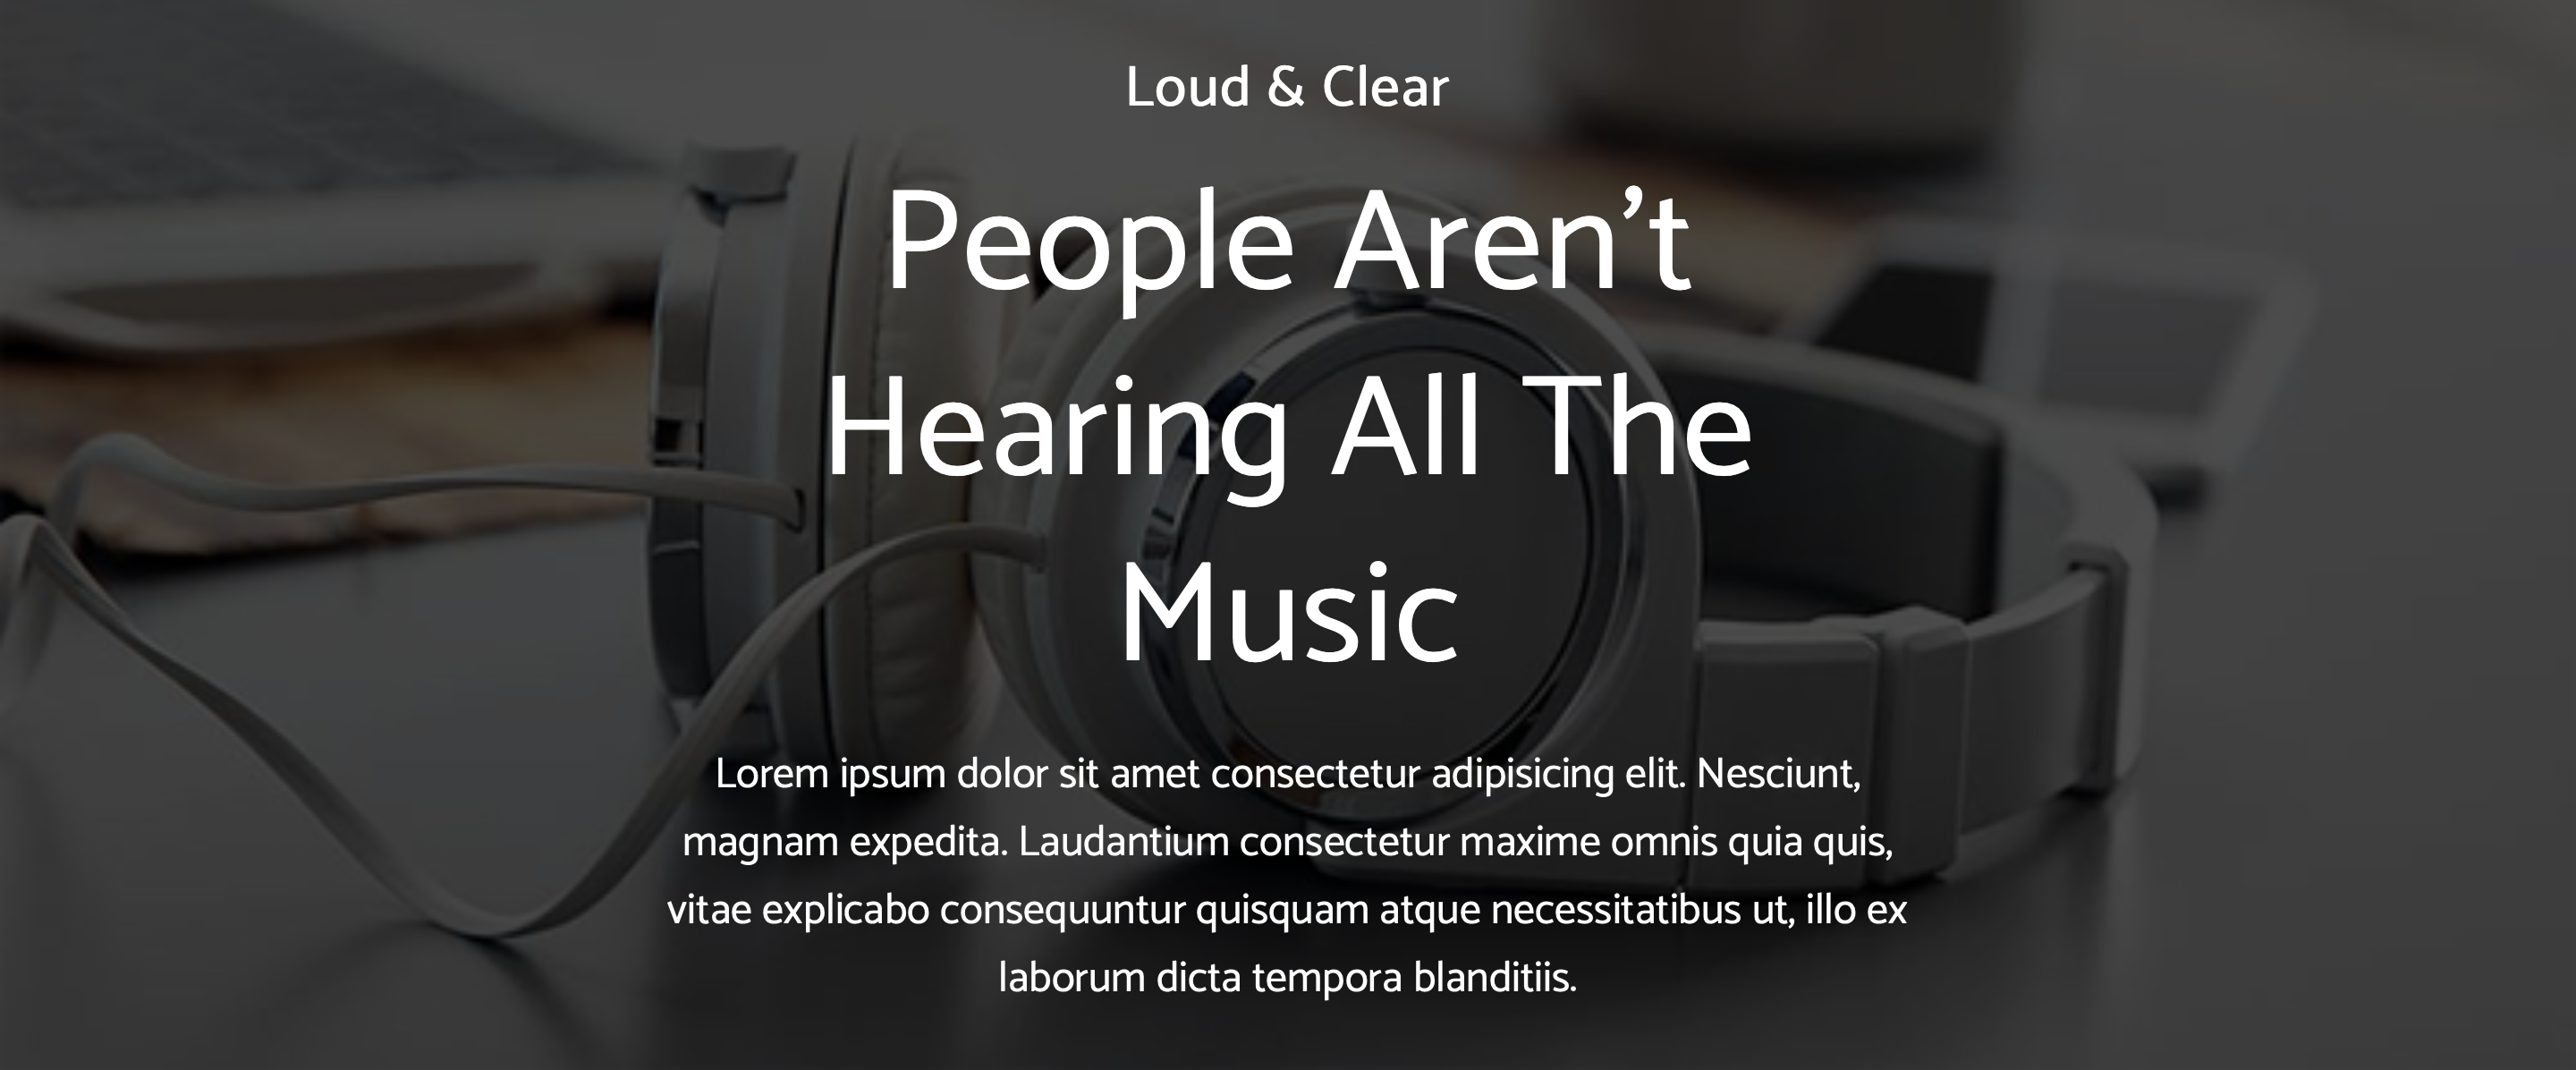 Loud & Clear
People Aren’t
Hearing All The
Music
Lorem ipsum dolor sit amet consectetur adipisicing elit. Nesciunt,
magnam expedita. Laudantium consectetur maxime omnis quia quis,
vitae explicabo consequuntur quisquam atque necessitatibus ut, illo ex
laborum dicta tempora blanditiis.